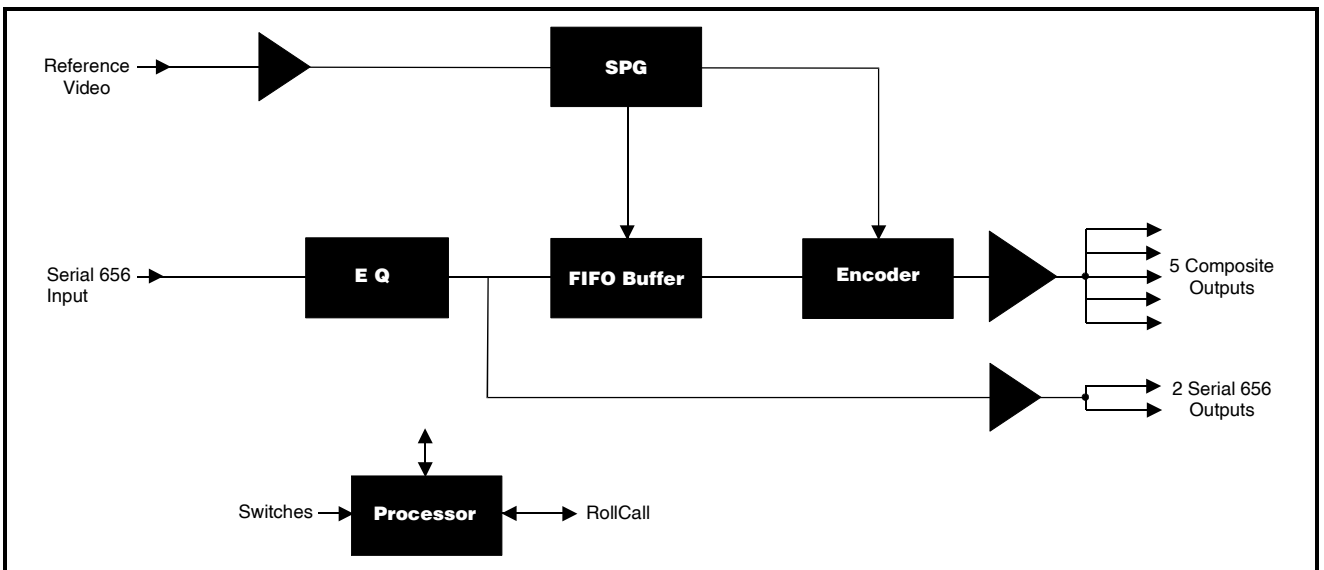 Reference
Video
SPG
Serial 656
Input
E Q
FIFO Buffer
Encoder
5 Composite
Outputs
2 Serial 656
Outputs
Switches
Processor
RollCall